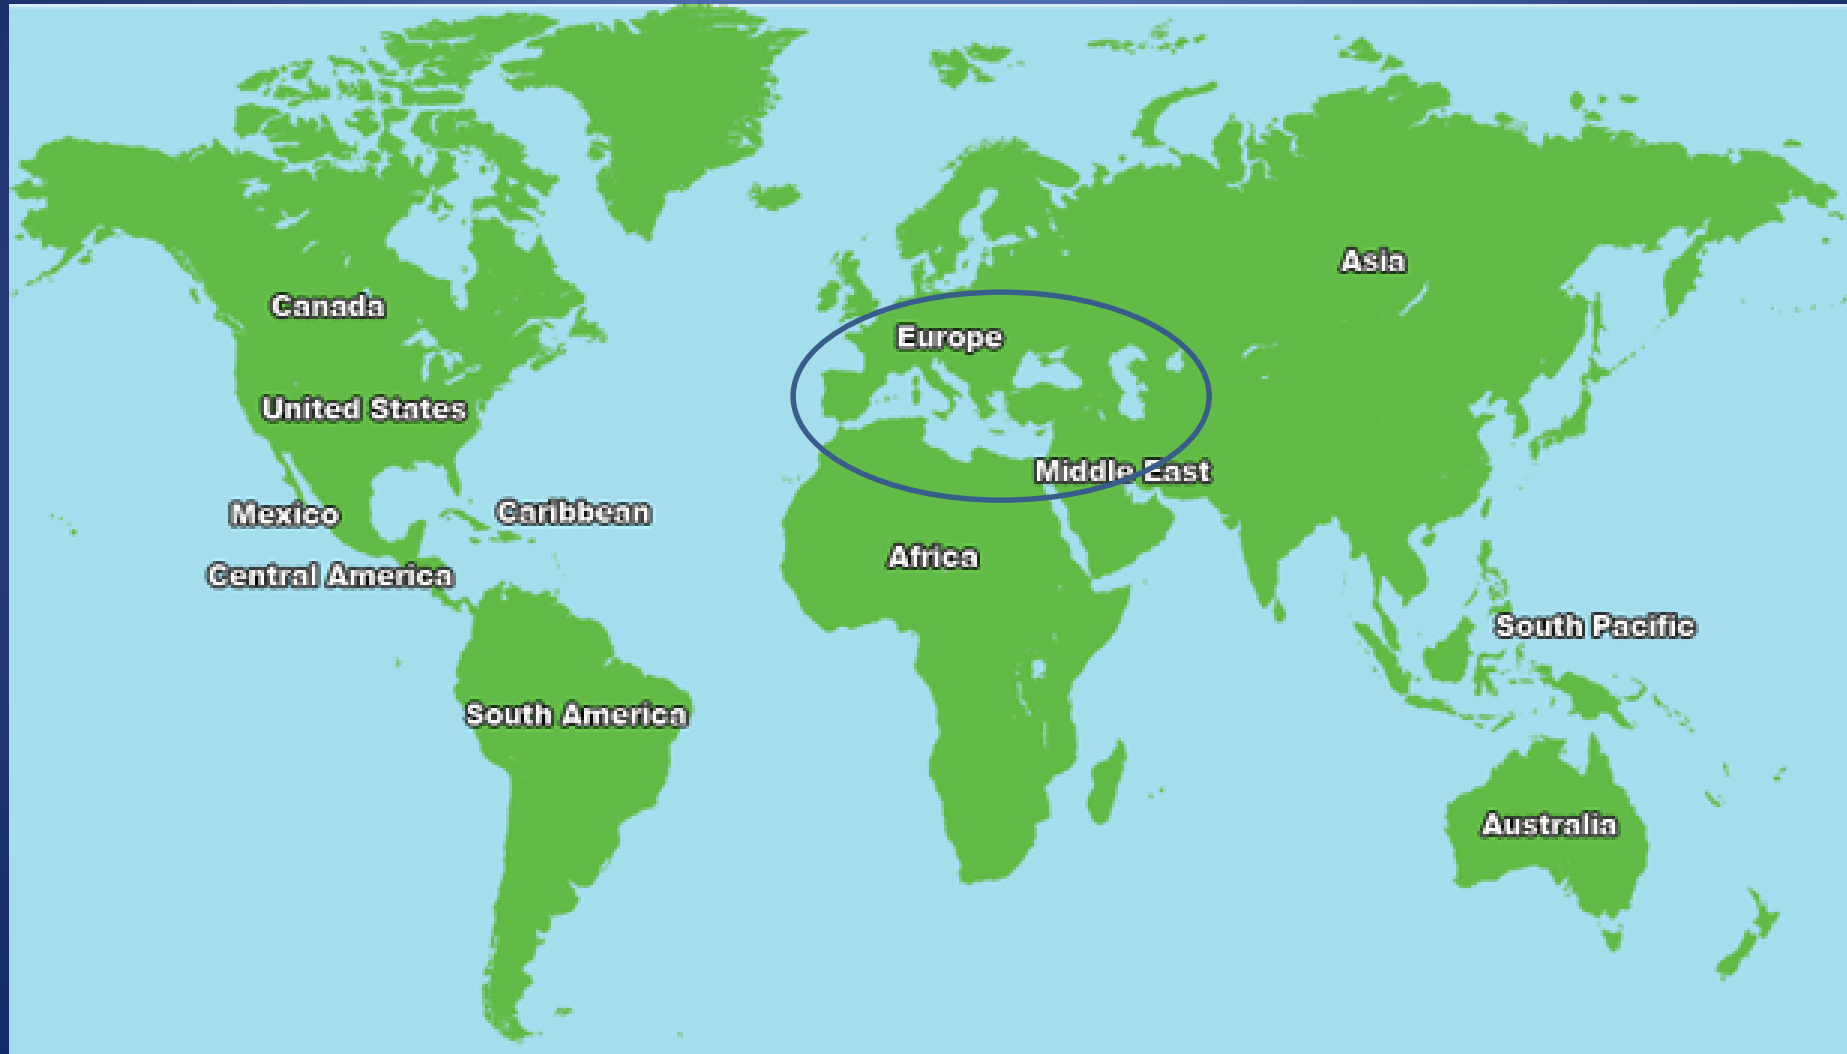 Asia
Canada
Europe
United States
Middle East
Mexico
Caribbean
Africa
Central America
South Pacific
South America
Australia